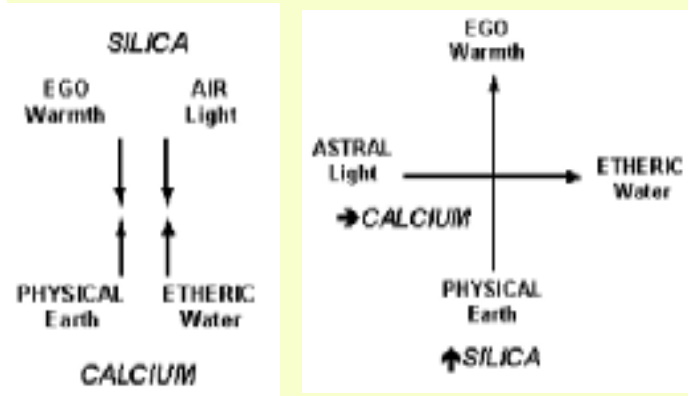 SILICA
EGO
Warmth
AIR
Light
PHYSICAL
Earth
ETHERIC
Water
CALCIUM
EGO
Warmth
ASTRAL
Light
ETHERIC
Water
➔CALCIUM
PHYSICAL
Earth
🡅SILICA